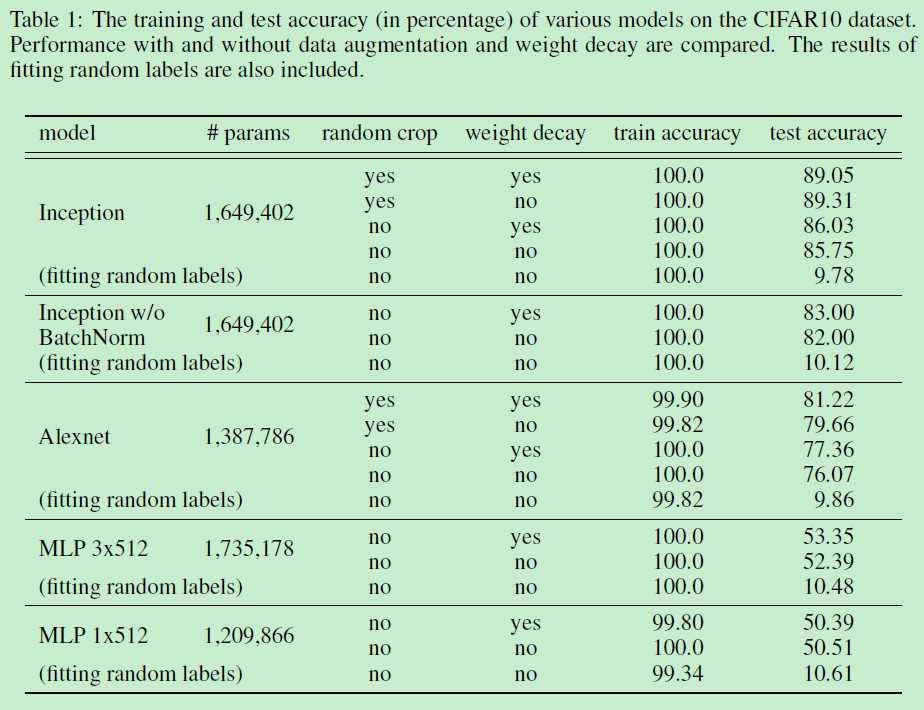 Table 1: The training and test accuracy (in percentage) of various models on the CIFAR10 dataset.
Performance with and without data augmentation and weight decay are compared. The results of
fitting random labels are also included.
model # params random crop weight decay train accuracy test accuracy
yes yes 100.0 89.05
yes no 100.0 89.31
Inception 1,649,402
no yes 100.0 86.03
no no 100.0 85.75
(fitting random labels) no no 100.0 9.78
Inception w/o
BatchNorm
1,649,402
no yes 100.0 83.00
no no 100.0 82.00
(fitting random labels) no no 100.0 10.12
yes yes 99.90 81.22
yes no 99.82 79.66
Alexnet 1,387,786
no yes 100.0 77.36
no no 100.0 76.07
(fitting random labels) no no 99.82 9.86
MLP 3x512 1,735,178
no yes 100.0 53.35
no no 100.0 52.39
(fitting random labels) no no 100.0 10.48
MLP 1x512 1,209,866
no yes 99.80 50.39
no no 100.0 50.51
(fitting random labels) no no 99.34 10.61